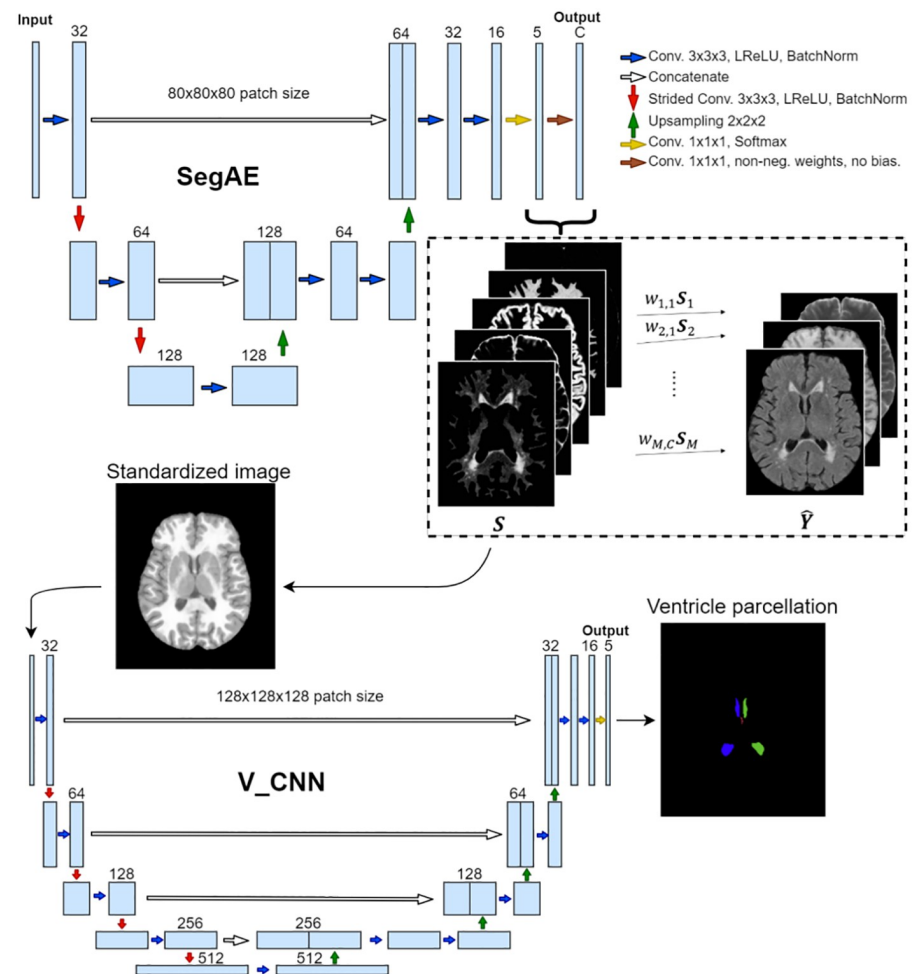 Input
32
80x80x80 patch size
SegAE
64
32
16
5
Output
C
Conv. 3x3x3, LReLU, BatchNorm
Concatenate
Strided Conv. 3x3x3, LReLU, BatchNorm
Upsampling 2x2x2
Conv. 1x1x1, Softmax
Conv. 1x1x1, non-neg. weights, no bias.
64
128
64
128
128
w₁,₁S₁
w₂,₁S₂
w_M,C S_M
S
Ŷ
Standardized image
32
128x128x128 patch size
V_CNN
32
16
Output
5
Ventricle parcellation
64
64
128
128
256
256
512
512